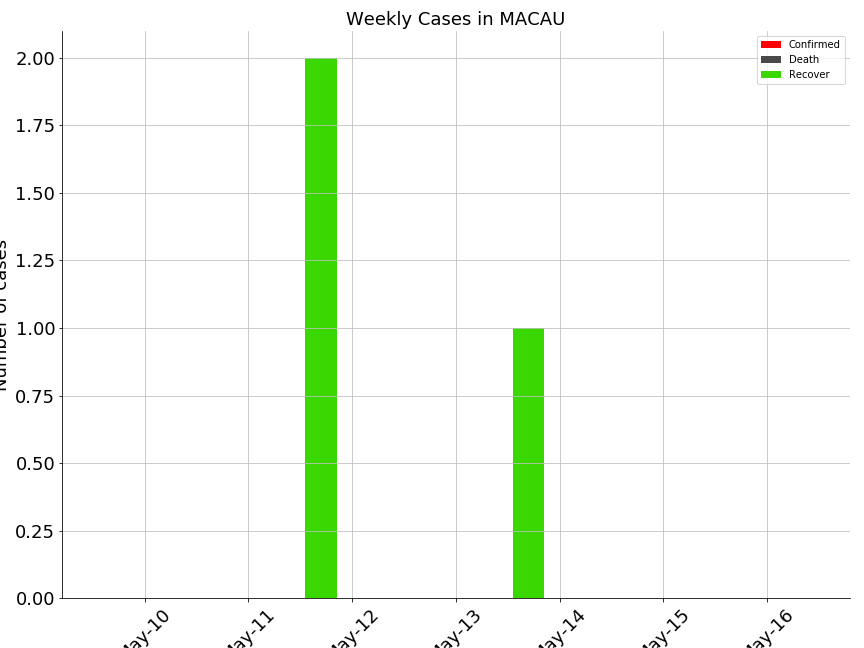 Weekly Cases in MACAU
Confirmed
Death
Recover
Number of cases
2.00
1.75
1.50
1.25
1.00
0.75
0.50
0.25
0.00
May-10
May-11
May-12
May-13
May-14
May-15
May-16